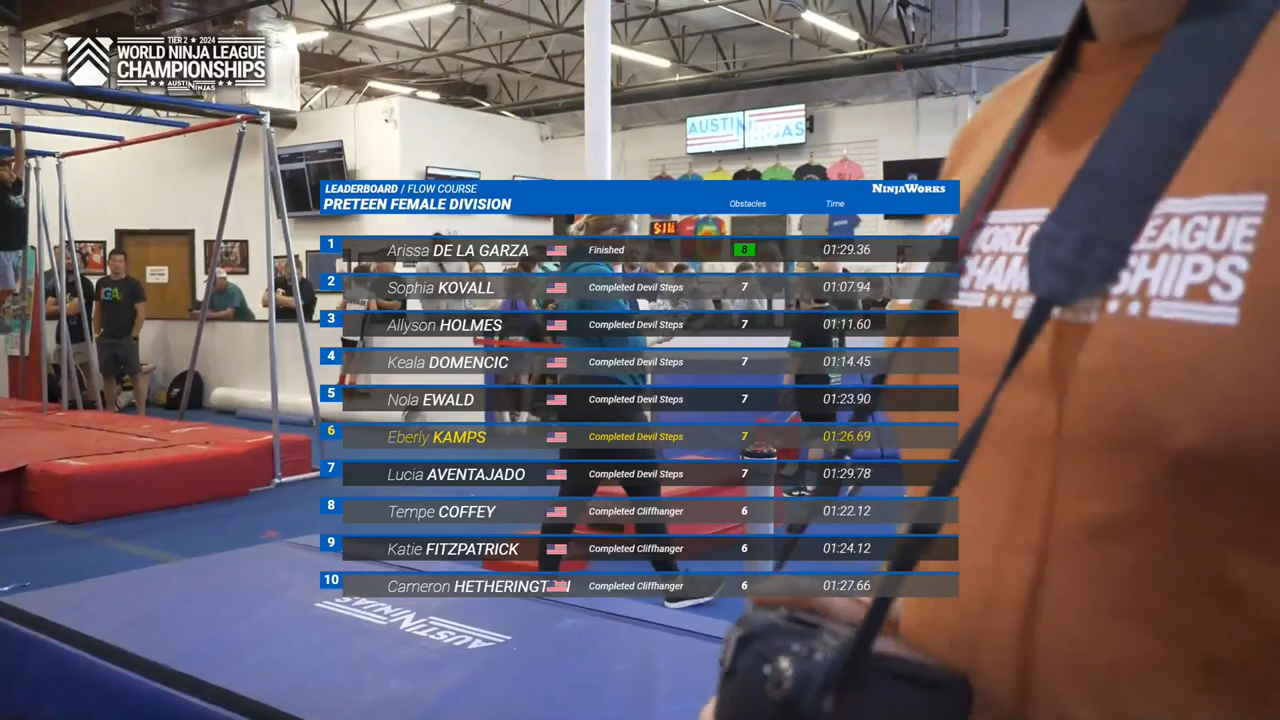 TIER 2 ★ 2024
WORLD NINJA LEAGUE
CHAMPIONSHIPS
AUSTIN NINJAS
AUSTIN NINJAS
LEADERBOARD / FLOW COURSE
NINJAWORKS
PRETEEN FEMALE DIVISION
Obstacles
Time
1 Arissa DE LA GARZA Finished 8 01:29.36
2 Sophia KOVALL Completed Devil Steps 7 01:07.94
3 Allyson HOLMES Completed Devil Steps 7 01:11.60
4 Keala DOMENCIC Completed Devil Steps 7 01:14.45
5 Nola EWALD Completed Devil Steps 7 01:23.90
6 Eberly KAMPS Completed Devil Steps 7 01:26.69
7 Lucia AVENTAJADO Completed Devil Steps 7 01:29.78
8 Tempe COFFEY Completed Cliffhanger 6 01:22.12
9 Katie FITZPATRICK Completed Cliffhanger 6 01:24.12
10 Cameron HETHERINGT Completed Cliffhanger 6 01:27.66
WORLD LEAGUE
CHAMPIONSHIPS
GA
AUSTIN NINJAS